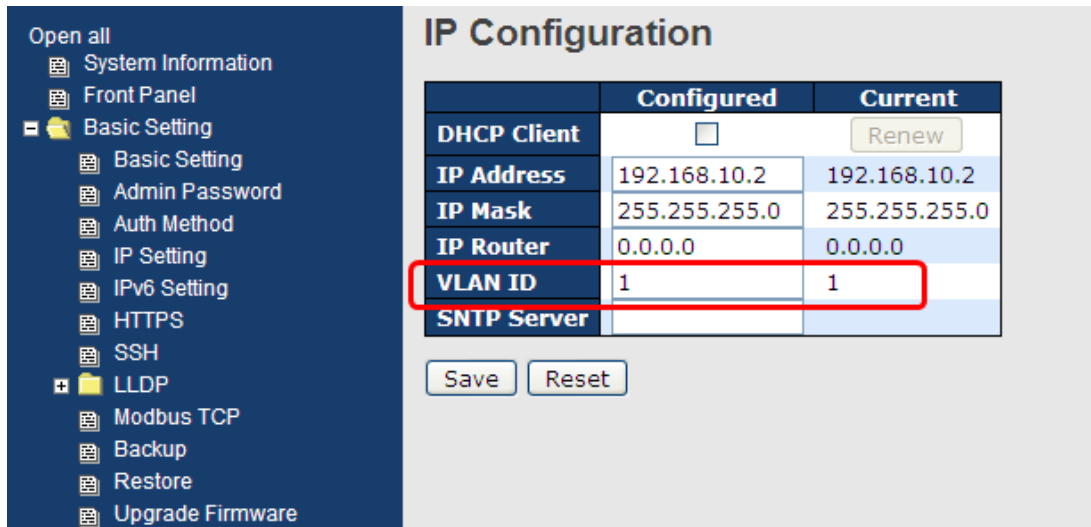 Open all
System Information
Front Panel
Basic Setting
Basic Setting
Admin Password
Auth Method
IP Setting
IPv6 Setting
HTTPS
SSH
LLDP
Modbus TCP
Backup
Restore
Upgrade Firmware
IP Configuration
Configured Current
DHCP Client Renew
IP Address 192.168.10.2 192.168.10.2
IP Mask 255.255.255.0 255.255.255.0
IP Router 0.0.0.0 0.0.0.0
VLAN ID 1 1
SNTP Server
Save Reset